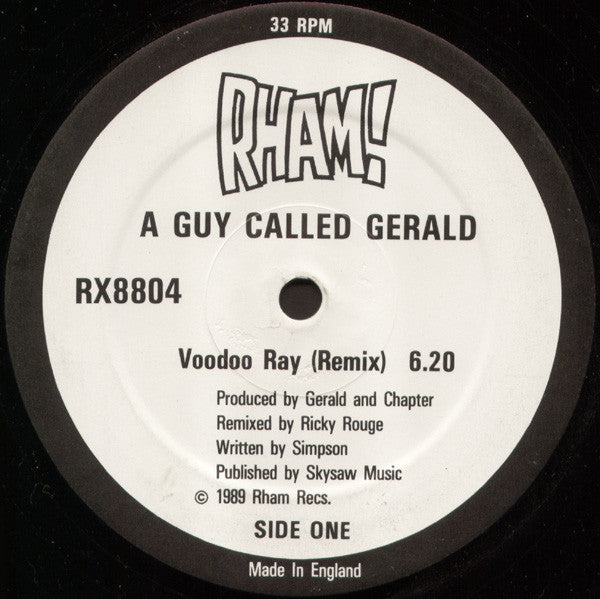 33 RPM
RHAM!
A GUY CALLED GERALD
RX8804
Voodoo Ray (Remix) 6.20
Produced by Gerald and Chapter
Remixed by Ricky Rouge
Written by Simpson
Published by Skysaw Music
© 1989 Rham Recs.
SIDE ONE
Made In England